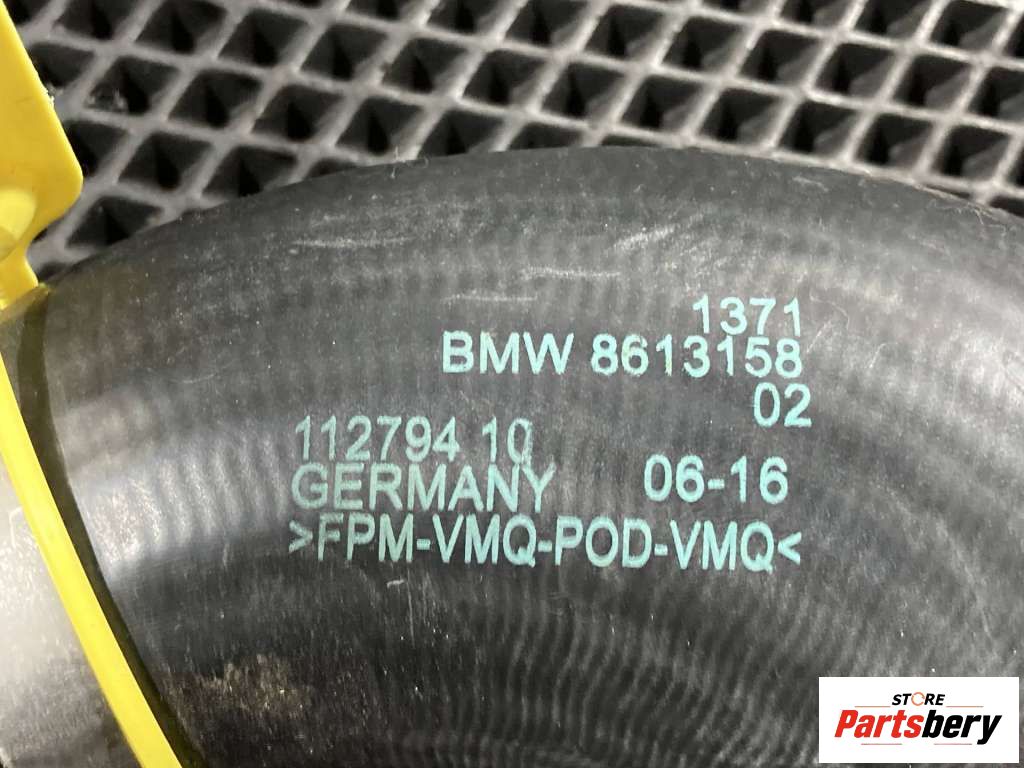 1371
BMW 8613158
02
112794 10
GERMANY 06-16
>FPM-VMQ-POD-VMQ<
STORE
Partsbery